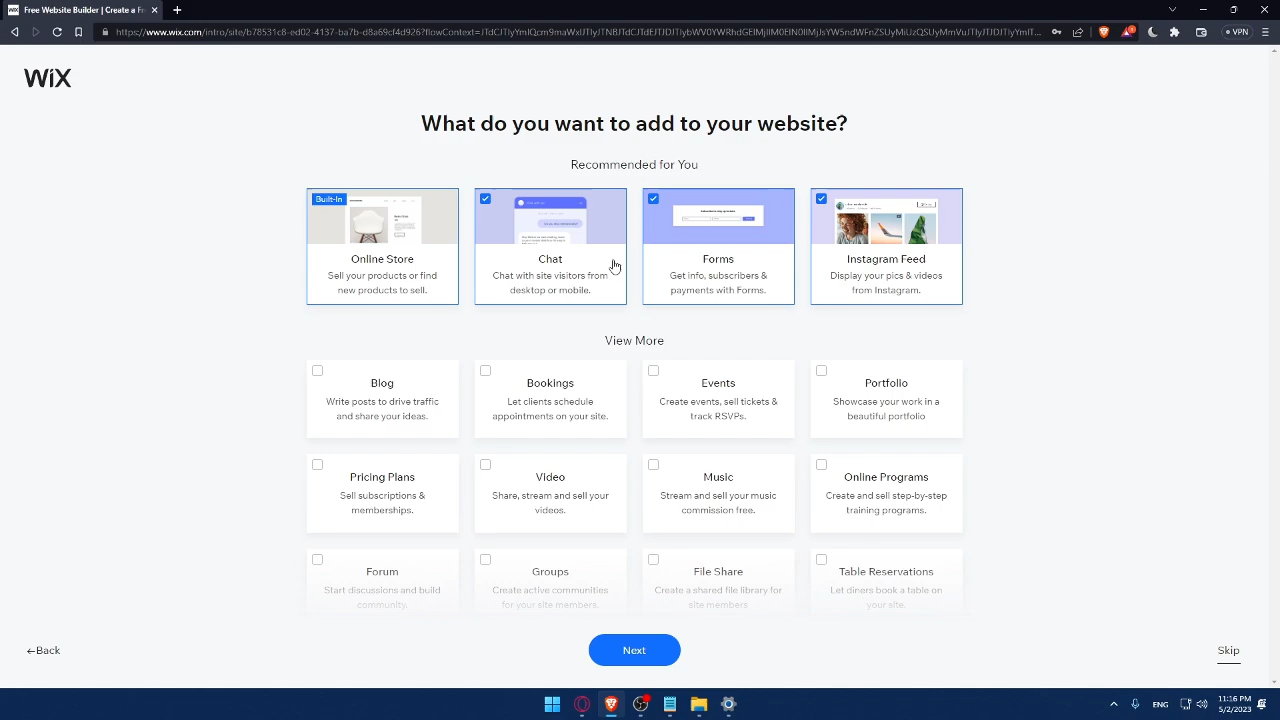 Free Website Builder | Create a Fr
https://www.wix.com/intro/site/b78531c8-ed02-4137-ba7b-d8a69cf4d926?
VPN
WiX
What do you want to add to your website?
Recommended for You
Built-In
Online Store
Sell your products or find
new products to sell.
Chat
Chat with site visitors from
desktop or mobile.
Forms
Get info, subscribers &
payments with Forms.
Instagram Feed
Display your pics & videos
from Instagram.
View More
Blog
Write posts to drive traffic
and share your ideas.
Bookings
Let clients schedule
appointments on your site.
Events
Create events, sell tickets &
track RSVPs.
Portfolio
Showcase your work in a
beautiful portfolio
Pricing Plans
Sell subscriptions &
memberships.
Video
Share, stream and sell your
videos.
Music
Stream and sell your music
commission free.
Online Programs
Create and sell step-by-step
training programs.
Forum
Start discussions and build
community.
Groups
Create active communities
for your site members.
File Share
Create a shared file library for
site members
Table Reservations
Let diners book a table on
your site.
←Back
Next
Skip
ENG
11:16 PM
5/2/2023